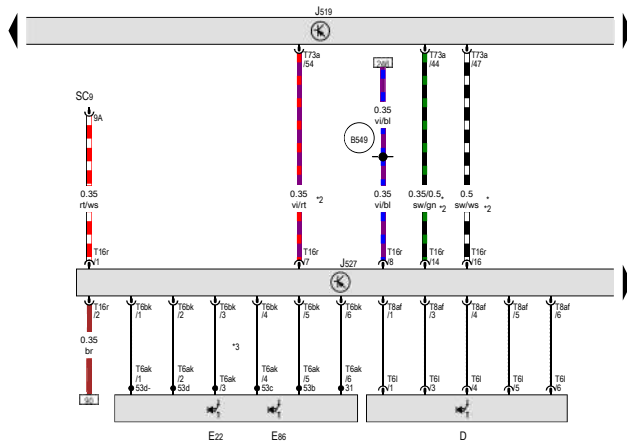 J519
T73a
/54
246
T73a
/44
T73a
/47
SC9
9A
0.35
vi/bl
B549
0.35
rt/ws
0.35
vi/rt
*2
0.35
vi/bl
0.35/0.5
sw/gn
*
*2
0.5
sw/ws
*
*2
T16r
/1
T16r
/7
T16r
/8
T16r
/14
T16r
/16
J527
T16r
/2
T6bk
/1
T6bk
/2
T6bk
/3
T6bk
/4
T6bk
/5
T6bk
/6
T8af
/1
T8af
/3
T8af
/4
T8af
/5
T8af
/6
0.35
br
*3
T6ak
/1
53d-
T6ak
/2
53d
T6ak
/3
T6ak
/4
53c
T6ak
/5
53b
T6ak
/6
31
T6l
/1
T6l
/3
T6l
/4
T6l
/5
T6l
/6
90
E22
E86
D